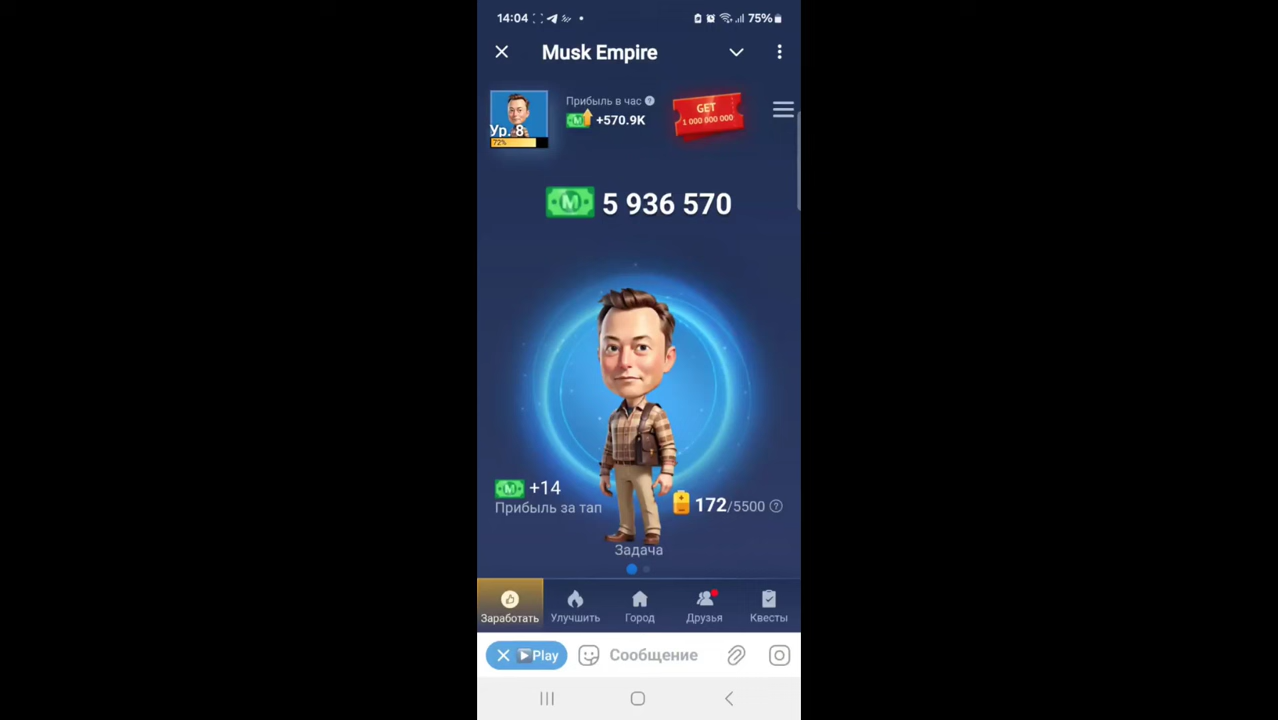 14:04
75%
Musk Empire
Прибыль в час ?
+570.9K
GET
1 000 000 000
Ур. 8
72%
5 936 570
+14
Прибыль за тап
172/5500 ?
Задача
Заработать
Улучшить
Город
Друзья
Квесты
Play
Сообщение